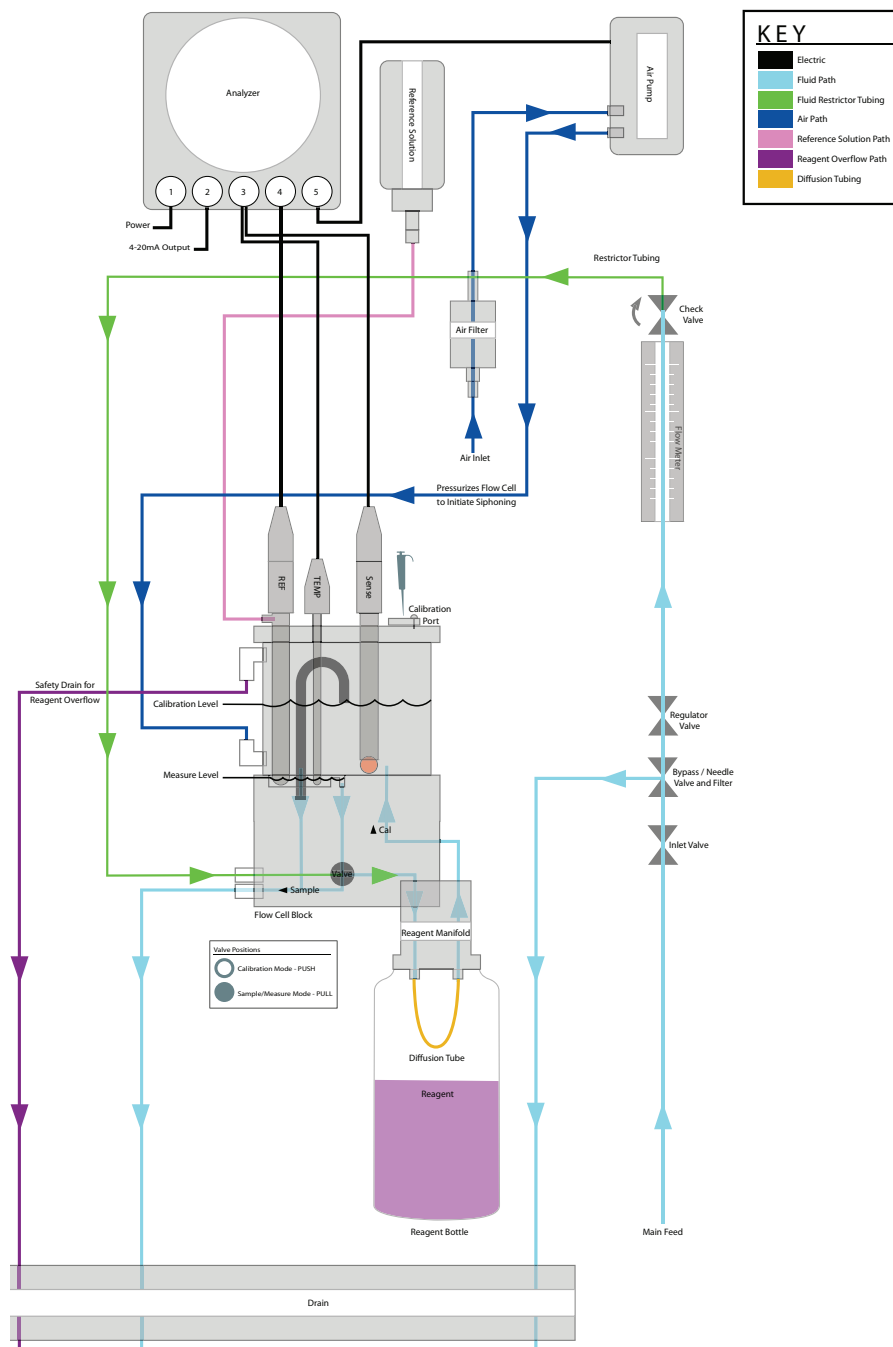 KEY
Electric
Fluid Path
Fluid Restrictor Tubing
Air Path
Reference Solution Path
Reagent Overflow Path
Diffusion Tubing
Analyzer
1
2
3
4
5
Power
4-20mA Output
Reference Solution
Air Pump
Restrictor Tubing
Check
Valve
Air Filter
Flow Meter
Air Inlet
Pressurizes Flow Cell
to Initiate Siphoning
REF
TEMP
Sense
Calibration
Port
Safety Drain for
Reagent Overflow
Calibration Level
Regulator
Valve
Measure Level
Bypass / Needle
Valve and Filter
Cal
Inlet Valve
Valve
Sample
Flow Cell Block
Reagent Manifold
Valve Positions
Calibration Mode - PUSH
Sample/Measure Mode - PULL
Diffusion Tube
Reagent
Reagent Bottle
Main Feed
Drain